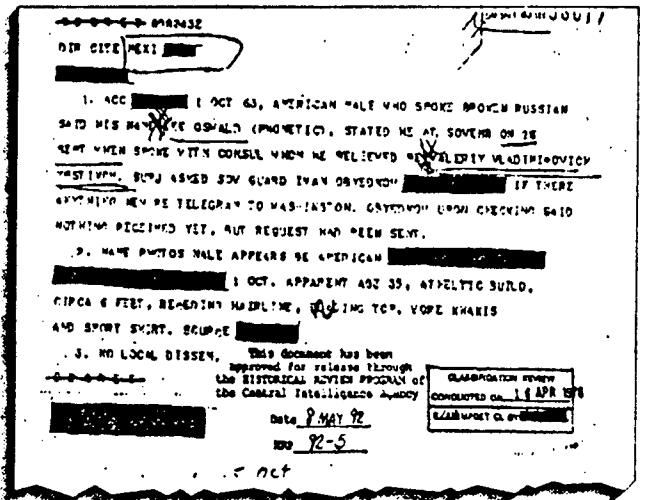 S E C R E T 090243Z
DIR CITE MEXI
1. ACC 1 OCT 63, AMERICAN MALE WHO SPOKE BROKEN RUSSIAN
SAID HIS NAME LEE OSWALD (PHONETIC), STATED HE AT SOVEMB ON 28
SEPT WHEN SPOKE WITH CONSUL WHOM HE BELIEVED BE VALERIY VLADIMIROVICH
KOSTIKOV. SUBJ ASKED SOV GUARD IVAN OBYEDKOV IF THERE
ANYTHING NEW RE TELEGRAM TO WASHINGTON. OBYEDKOV UPON CHECKING SAID
NOTHING RECEIVED YET, BUT REQUEST HAD BEEN SENT.
2. HAVE PHOTOS MALE APPEARS BE AMERICAN
1 OCT. APPARENT AGE 35, ATHLETIC BUILD,
CIRCA 6 FEET, RECEDING HAIRLINE, BALDING TOP. WORE KHAKIS
AND SPORT SHIRT. SOURCE
3. NO LOCAL DISSEM.
S E C R E T
This document has been
approved for release through
the HISTORICAL REVIEW PROGRAM of
the Central Intelligence Agency
Date 8 MAY 92
HRP 92-5
CLASSIFICATION REVIEW
CONDUCTED ON 14 APR 1976
E. IMPDET CL BY
5 Oct